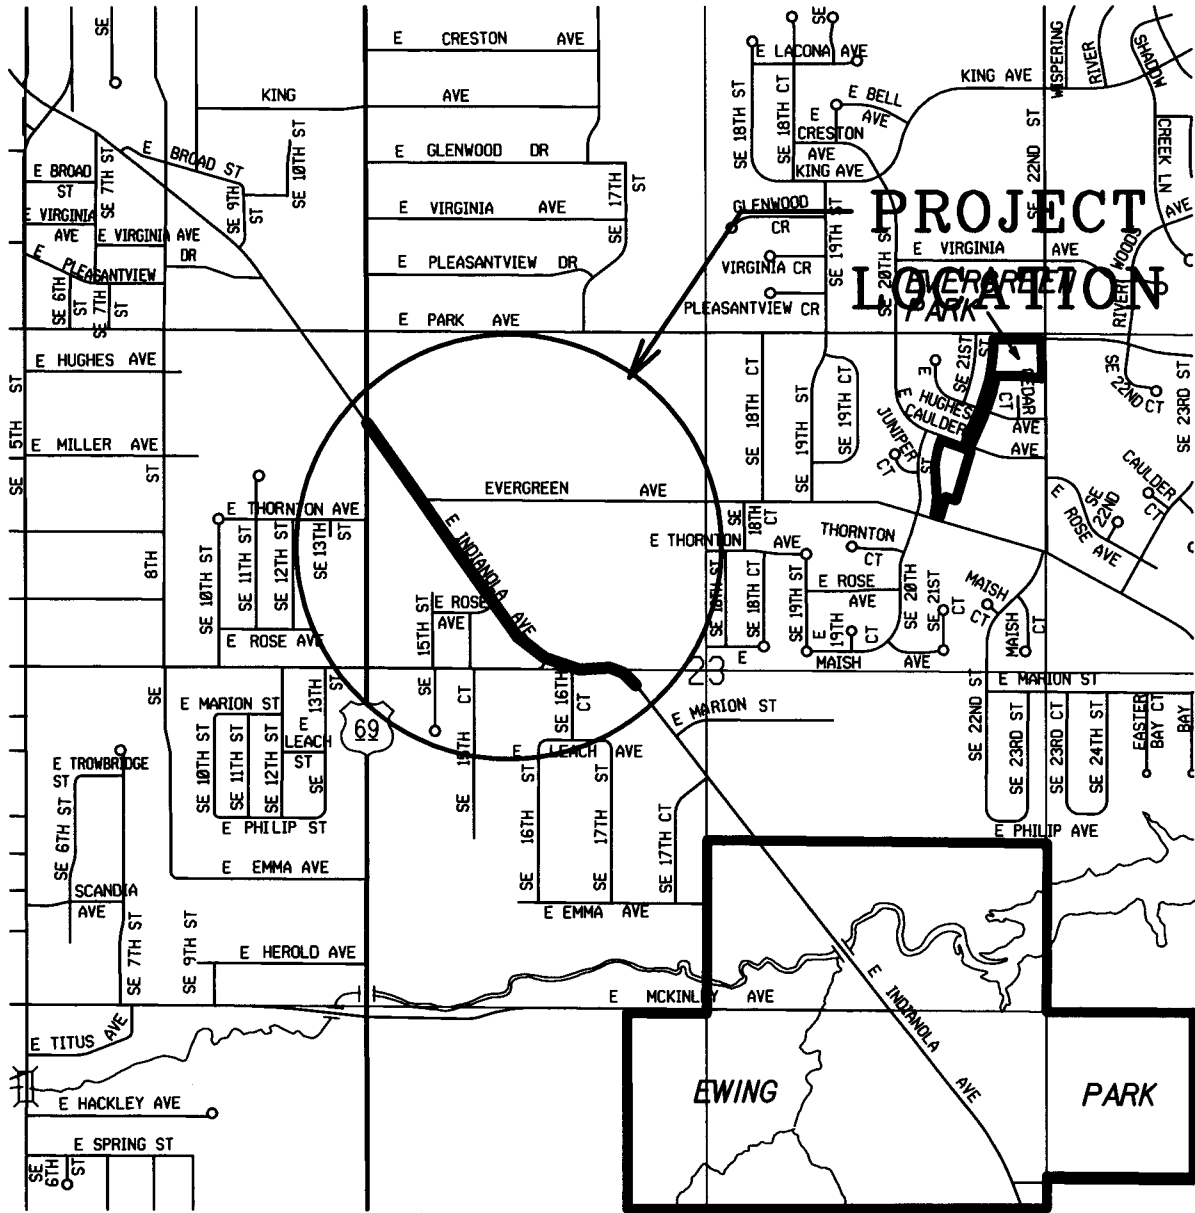 SE
E CRESTON AVE
SE
E LACONA AVE
WISPERING
RIVER
SHADOW
KING AVE
KING AVE
E BELL AVE
SE 18TH ST
SE 18TH CT
E CRESTON AVE
KING AVE
SE 22ND ST
CREEK LN
E BROAD ST
SE 7TH ST
E BROAD ST
SE 9TH ST
SE 10TH ST
E GLENWOOD DR
SE 17TH ST
E VIRGINIA AVE
E VIRGINIA AVE
E VIRGINIA AVE
GLENWOOD CR
SE 19TH ST
SE 20TH ST
PROJECT LOCATION
E VIRGINIA AVE
RIVER WOODS AVE
E PLEASANTVIEW DR
E PLEASANTVIEW DR
VIRGINIA CR
PLEASANTVIEW CR
EVERGREEN PARK
SE 6TH ST
SE 7TH ST
E PARK AVE
E HUGHES AVE
SE 5TH ST
E MILLER AVE
SE 18TH CT
SE 19TH ST
SE 19TH CT
SE 21ST ST
E HUGHES AVE
E CAULDER AVE
CEDAR CT
JUNIPER CT
ST
SE 22ND CT
SE 23RD ST
CAULDER CT
SE 22ND
E ROSE AVE
EVERGREEN AVE
8TH ST
E THORNTON AVE
SE 10TH ST
SE 11TH ST
SE 12TH ST
SE 13TH ST
E ROSE AVE
E INDIANOLA AVE
15TH ST
E ROSE AVE
E THORNTON AVE
SE 18TH CT
THORNTON CT
SE 18TH ST
SE 18TH CT
SE 19TH ST
E ROSE AVE
SE 20TH
SE 21ST CT
E 19TH CT
E MAISH AVE
MAISH CT
MAISH CT
23
SE
E MARION ST
SE 10TH ST
SE 11TH ST
SE 12TH ST
SE 13TH ST
E LEACH ST
E PHILIP ST
69
SE 15TH CT
SE
SE 16TH CT
E MARION ST
E LEACH AVE
SE 16TH ST
SE 17TH ST
SE 17TH CT
SE 22ND ST
E MARION ST
SE 23RD ST
SE 23RD CT
SE 24TH ST
EASTER BAY CT
BAY
E PHILIP AVE
E TROWBRIDGE ST
SE 6TH ST
SCANDIA AVE
E EMMA AVE
E EMMA AVE
SE 7TH ST
SE 9TH ST
E HEROLD AVE
E MCKINLEY AVE
E INDIANOLA AVE
E TITUS AVE
E HACKLEY AVE
E SPRING ST
SE 6TH ST
EWING PARK